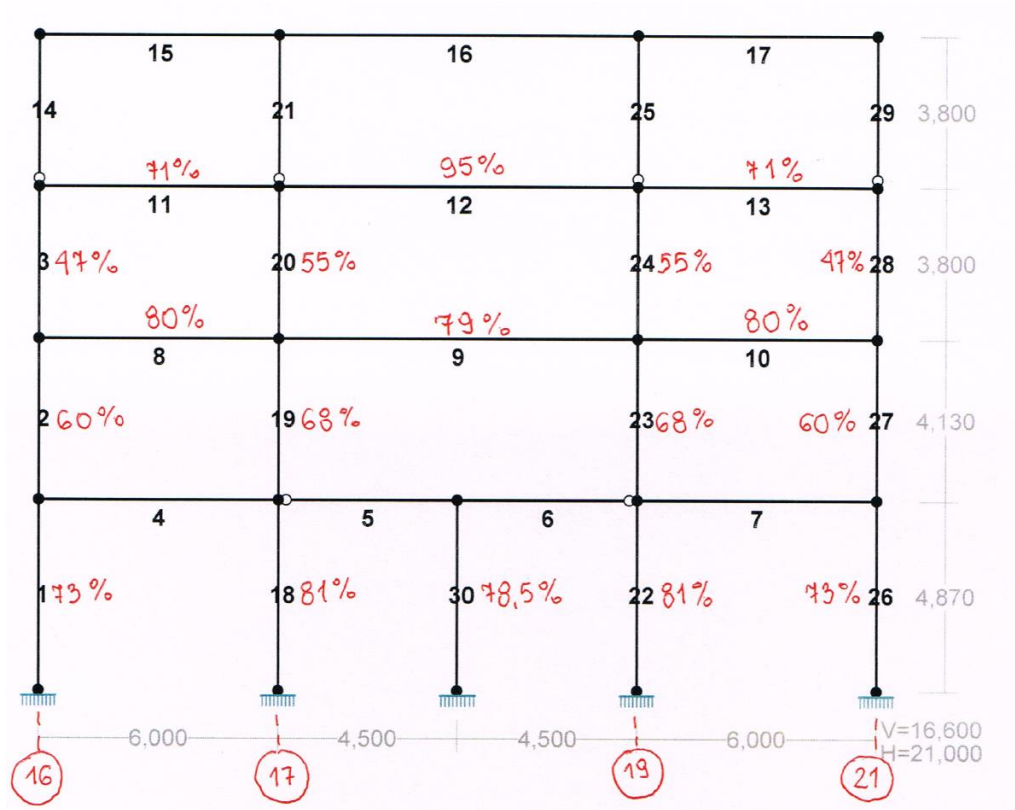 15 16 17
14 21 25 29 3,800
71% 95% 71%
11 12 13
3 47% 20 55% 24 55% 47% 28 3.800
80% 79% 80%
8 9 10
2 60% 19 68% 23 68% 60% 27 4,130
4 5 6 7
1 73% 18 81% 30 78,5% 22 81% 73% 26 4,870
6,000 4,500 4,500 6,000 V=16,600
H=21,000
16 17 19 21